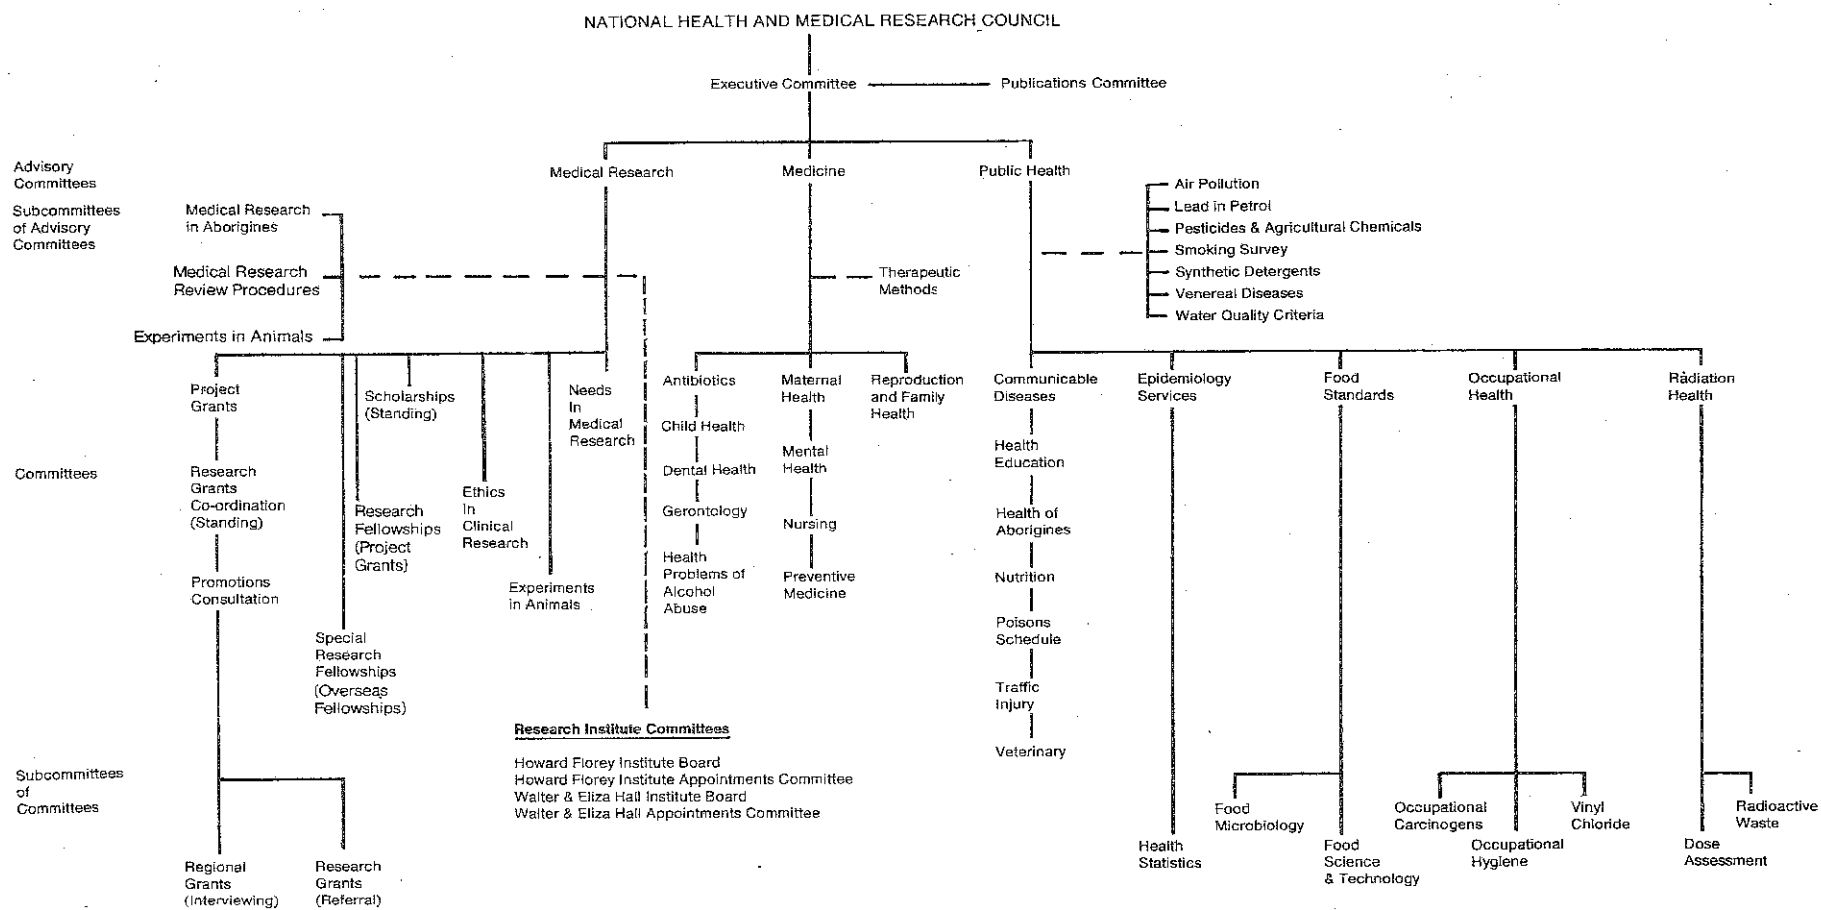 NATIONAL HEALTH AND MEDICAL RESEARCH COUNCIL
Executive Committee
Publications Committee
Advisory
Committees
Medical Research
Medicine
Public Health
Subcommittees
of Advisory
Committees
Medical Research
in Aborigines
Medical Research
Review Procedures
Experiments in Animals
Therapeutic
Methods
Air Pollution
Lead in Petrol
Pesticides & Agricultural Chemicals
Smoking Survey
Synthetic Detergents
Venereal Diseases
Water Quality Criteria
Committees
Project
Grants
Research
Grants
Co-ordination
(Standing)
Promotions
Consultation
Special
Research
Fellowships
(Overseas
Fellowships)
Research
Fellowships
(Project
Grants)
Scholarships
(Standing)
Ethics
In
Clinical
Research
Experiments
in Animals
Needs
In
Medical
Research
Antibiotics
Child Health
Dental Health
Gerontology
Health
Problems of
Alcohol
Abuse
Maternal
Health
Mental
Health
Nursing
Preventive
Medicine
Reproduction
and Family
Health
Communicable
Diseases
Health
Education
Health of
Aborigines
Nutrition
Poisons
Schedule
Traffic
Injury
Veterinary
Epidemiology
Services
Food
Standards
Occupational
Health
Radiation
Health
Research Institute Committees
Howard Florey Institute Board
Howard Florey Institute Appointments Committee
Walter & Eliza Hall Institute Board
Walter & Eliza Hall Appointments Committee
Subcommittees
of
Committees
Regional
Grants
(Interviewing)
Research
Grants
(Referral)
Health
Statistics
Food
Microbiology
Food
Science
& Technology
Occupational
Carcinogens
Occupational
Hygiene
Vinyl
Chloride
Dose
Assessment
Radioactive
Waste